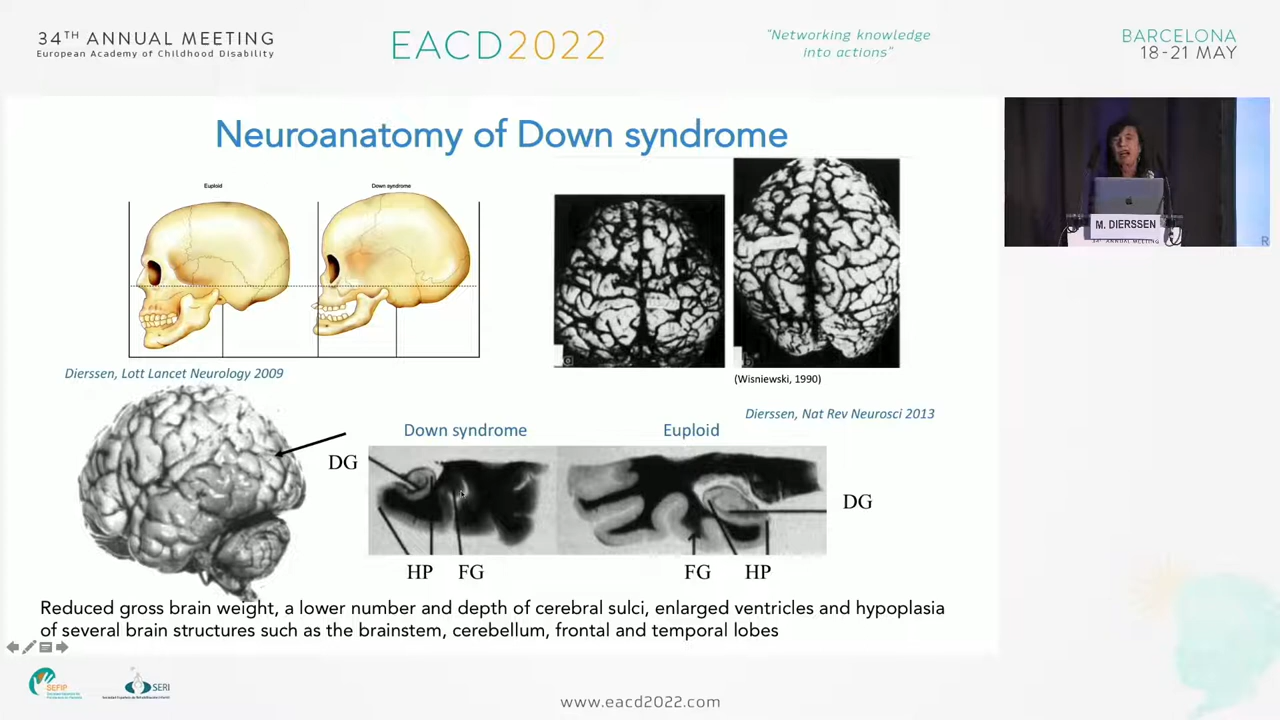 34TH ANNUAL MEETING
European Academy of Childhood Disability
EACD2022
"Networking knowledge
into actions"
BARCELONA
18-21 MAY
Neuroanatomy of Down syndrome
Euploid
Down syndrome
M. DIERSSEN
34TH ANNUAL MEETING
(Wisniewski, 1990)
Dierssen, Lott Lancet Neurology 2009
Dierssen, Nat Rev Neurosci 2013
Down syndrome
Euploid
DG
DG
HP
FG
FG
HP
Reduced gross brain weight, a lower number and depth of cerebral sulci, enlarged ventricles and hypoplasia
of several brain structures such as the brainstem, cerebellum, frontal and temporal lobes
SEFIP
SERI
www.eacd2022.com